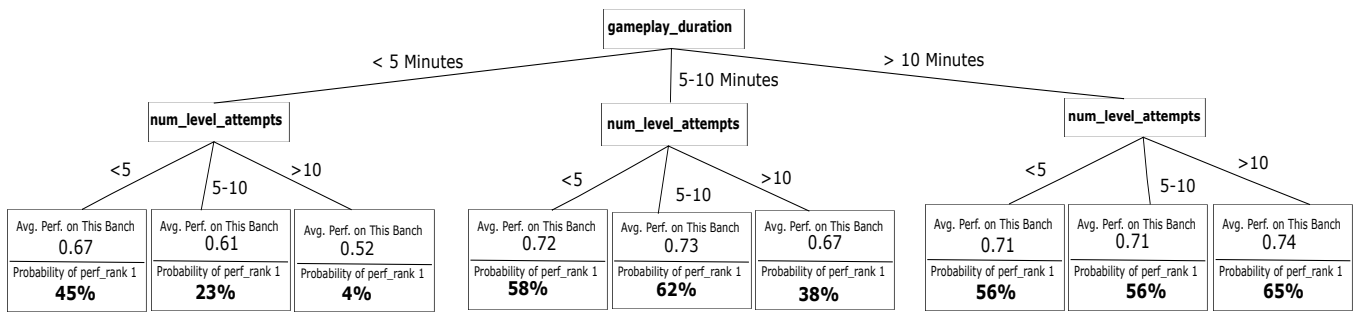 gameplay_duration
< 5 Minutes
5-10 Minutes
> 10 Minutes
num_level_attempts
num_level_attempts
num_level_attempts
<5
5-10
>10
<5
5-10
>10
<5
5-10
>10
Avg. Perf. on This Banch
0.67
Probability of perf_rank 1
45%
Avg. Perf. on This Banch
0.61
Probability of perf_rank 1
23%
Avg. Perf. on This Banch
0.52
Probability of perf_rank 1
4%
Avg. Perf. on This Banch
0.72
Probability of perf_rank 1
58%
Avg. Perf. on This Banch
0.73
Probability of perf_rank 1
62%
Avg. Perf. on This Banch
0.67
Probability of perf_rank 1
38%
Avg. Perf. on This Banch
0.71
Probability of perf_rank 1
56%
Avg. Perf. on This Banch
0.71
Probability of perf_rank 1
56%
Avg. Perf. on This Banch
0.74
Probability of perf_rank 1
65%